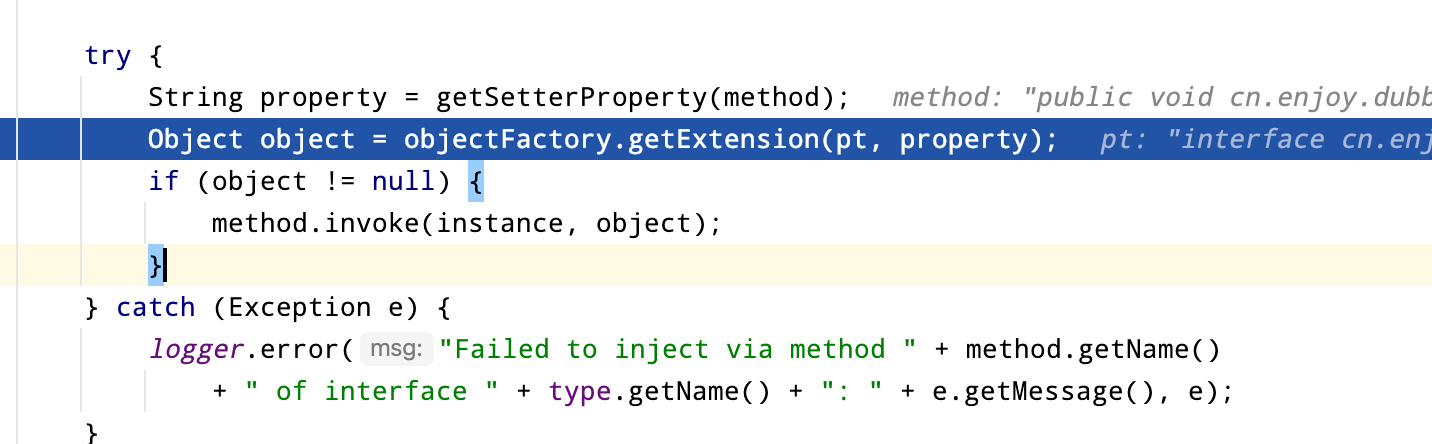 try {
String property = getSetterProperty(method);   method: "public void cn.enjoy.dubb
Object object = objectFactory.getExtension(pt, property);   pt: "interface cn.enj
if (object != null) {
method.invoke(instance, object);
}
} catch (Exception e) {
logger.error( msg: "Failed to inject via method " + method.getName()
+ " of interface " + type.getName() + ": " + e.getMessage(), e);
}